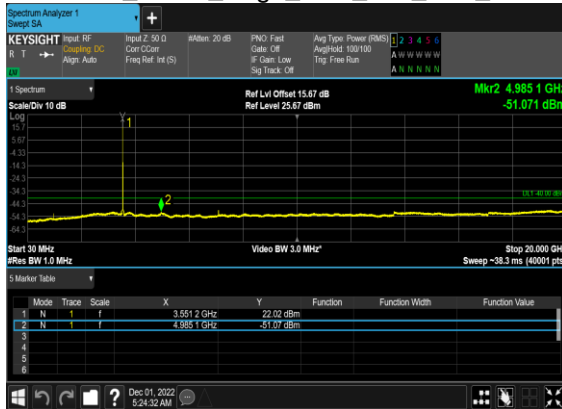 Spectrum Analyzer 1
Swept SA
+
KEYSIGHT Input: RF Input Z: 50 Ω #Atten: 20 dB PNO: Fast Avg Type: Power (RMS) 1 2 3 4 5 6
R T Coupling: DC Corr CCorr Gate: Off Avg|Hold: 100/100 A W W W W W
Align: Auto Freq Ref: Int (S) IF Gain: Low Trig: Free Run
Sig Track: Off A N N N N N
1 Spectrum Ref Lvl Offset 15.67 dB Mkr2 4.985 1 GHz
Scale/Div 10 dB Ref Level 25.67 dBm -51.071 dBm
Log
15.7
5.67
-4.33
-14.3
-24.3
-34.3
-44.3
-54.3
-64.3
1
2
Start 30 MHz Video BW 3.0 MHz* Stop 20.000 GHz
#Res BW 1.0 MHz Sweep ~38.3 ms (40001 pts)
5 Marker Table
Mode Trace Scale X Y Function Function Width Function Value
1 N 1 f 3.551 2 GHz 22.02 dBm
2 N 1 f 4.985 1 GHz -51.07 dBm
3
4
5
6
? Dec 01, 2022
5:24:32 AM